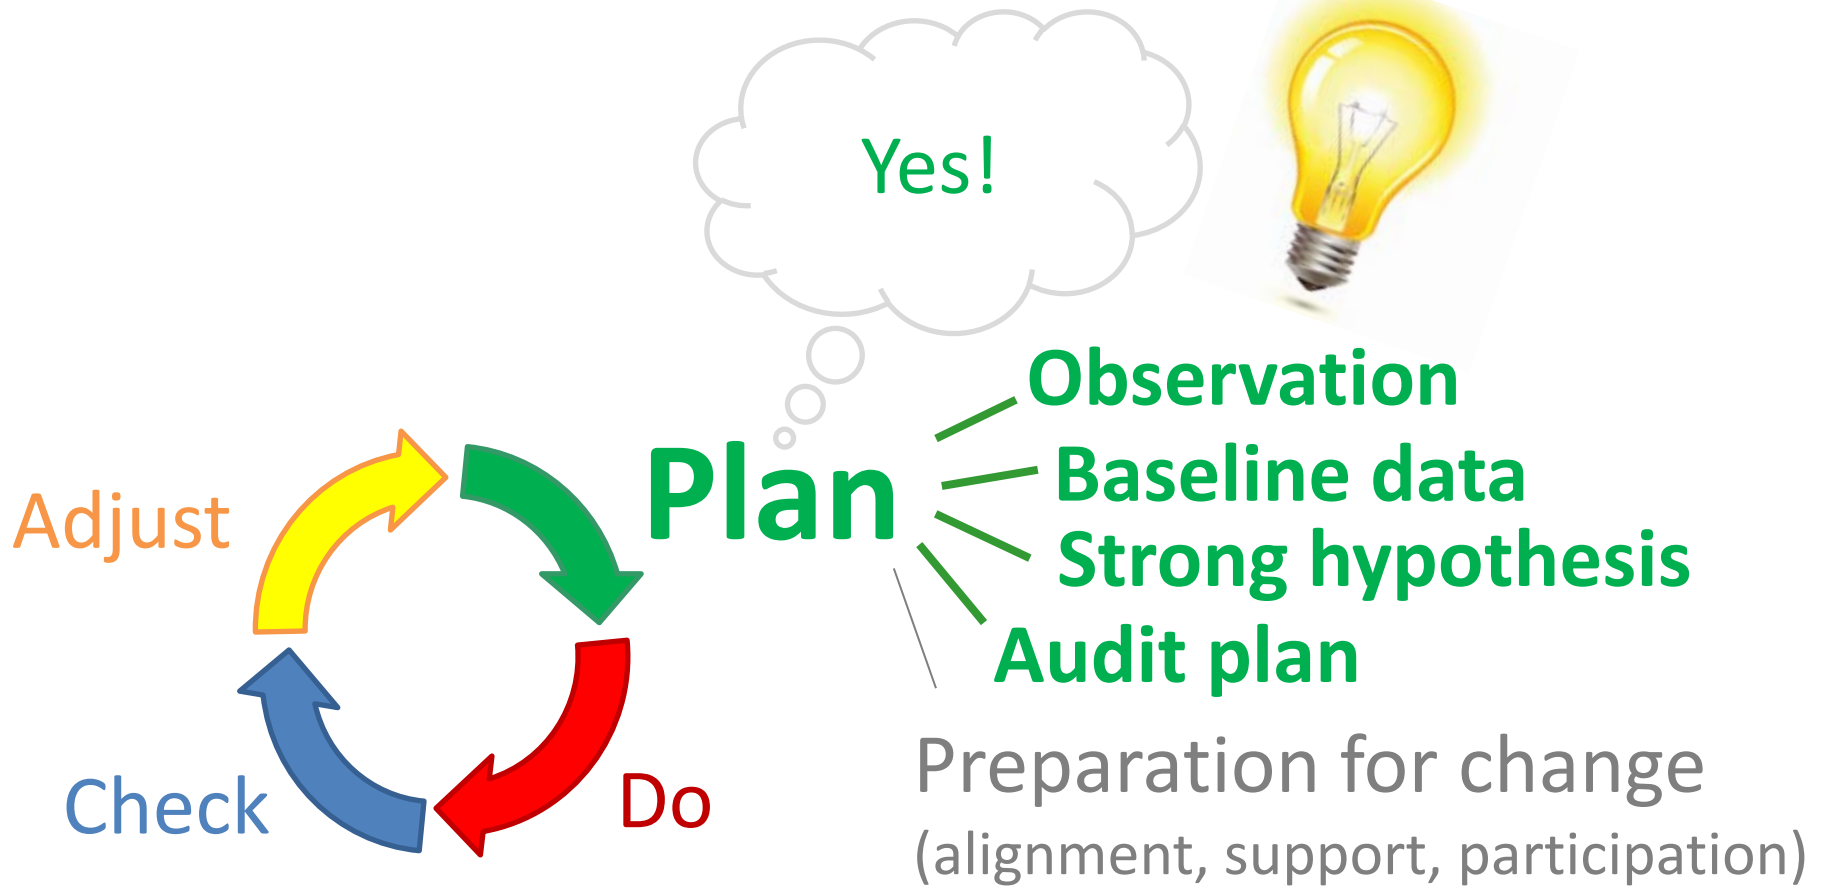 Yes!
Observation
Plan
Baseline data
Adjust
Strong hypothesis
Audit plan
Preparation for change
Check
Do
(alignment, support, participation)